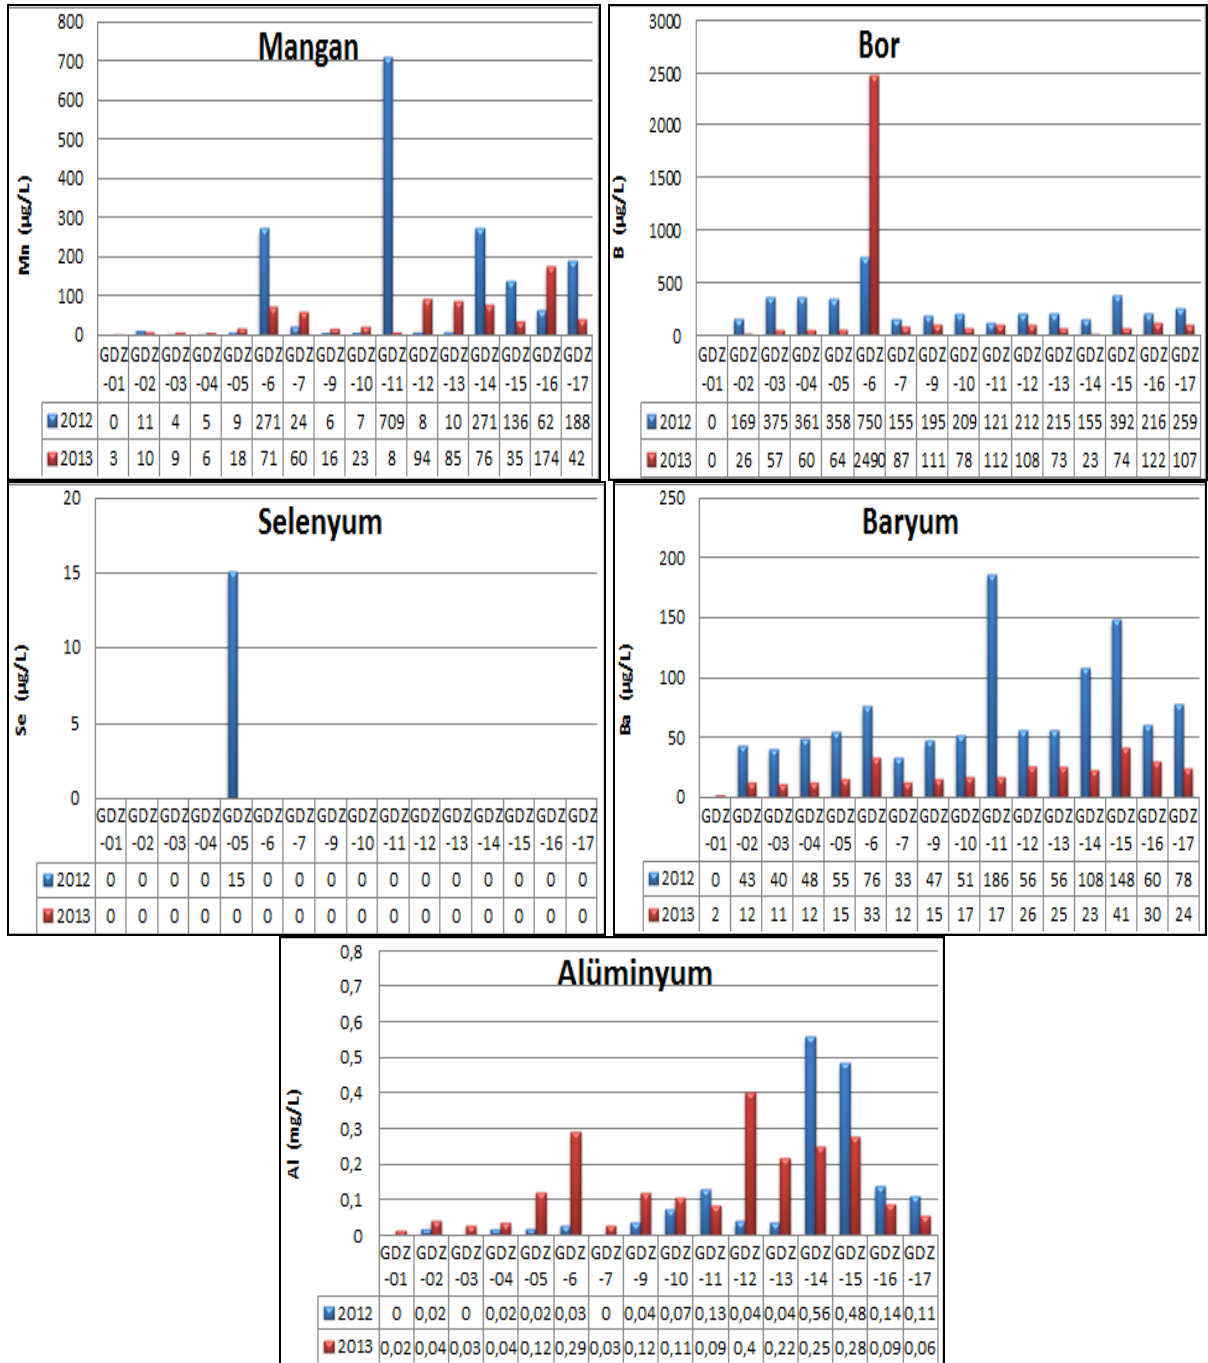 Mangan
Mn (µg/L)
800
700
600
500
400
300
200
100
0
GDZ GDZ GDZ GDZ GDZ GDZ GDZ GDZ GDZ GDZ GDZ GDZ GDZ GDZ GDZ GDZ
-01 -02 -03 -04 -05 -6 -7 -9 -10 -11 -12 -13 -14 -15 -16 -17
2012 0 11 4 5 9 271 24 6 7 709 8 10 271 136 62 188
2013 3 10 9 6 18 71 60 16 23 8 94 85 76 35 174 42
Bor
B (µg/L)
3000
2500
2000
1500
1000
500
0
GDZ GDZ GDZ GDZ GDZ GDZ GDZ GDZ GDZ GDZ GDZ GDZ GDZ GDZ GDZ GDZ
-01 -02 -03 -04 -05 -6 -7 -9 -10 -11 -12 -13 -14 -15 -16 -17
2012 0 169 375 361 358 750 155 195 209 121 212 215 155 392 216 259
2013 0 26 57 60 64 2490 87 111 78 112 108 73 23 74 122 107
Selenyum
Se (µg/L)
20
15
10
5
0
GDZ GDZ GDZ GDZ GDZ GDZ GDZ GDZ GDZ GDZ GDZ GDZ GDZ GDZ GDZ GDZ
-01 -02 -03 -04 -05 -6 -7 -9 -10 -11 -12 -13 -14 -15 -16 -17
2012 0 0 0 0 15 0 0 0 0 0 0 0 0 0 0 0
2013 0 0 0 0 0 0 0 0 0 0 0 0 0 0 0 0
Baryum
Ba (µg/L)
250
200
150
100
50
0
GDZ GDZ GDZ GDZ GDZ GDZ GDZ GDZ GDZ GDZ GDZ GDZ GDZ GDZ GDZ GDZ
-01 -02 -03 -04 -05 -6 -7 -9 -10 -11 -12 -13 -14 -15 -16 -17
2012 0 43 40 48 55 76 33 47 51 186 56 56 108 148 60 78
2013 2 12 11 12 15 33 12 15 17 17 26 25 23 41 30 24
Alüminyum
Al (mg/L)
0,8
0,7
0,6
0,5
0,4
0,3
0,2
0,1
0
GDZ GDZ GDZ GDZ GDZ GDZ GDZ GDZ GDZ GDZ GDZ GDZ GDZ GDZ GDZ GDZ
-01 -02 -03 -04 -05 -6 -7 -9 -10 -11 -12 -13 -14 -15 -16 -17
2012 0 0,02 0 0,02 0,02 0,03 0 0,04 0,07 0,13 0,04 0,04 0,56 0,48 0,14 0,11
2013 0,02 0,04 0,03 0,04 0,12 0,29 0,03 0,12 0,11 0,09 0,4 0,22 0,25 0,28 0,09 0,06